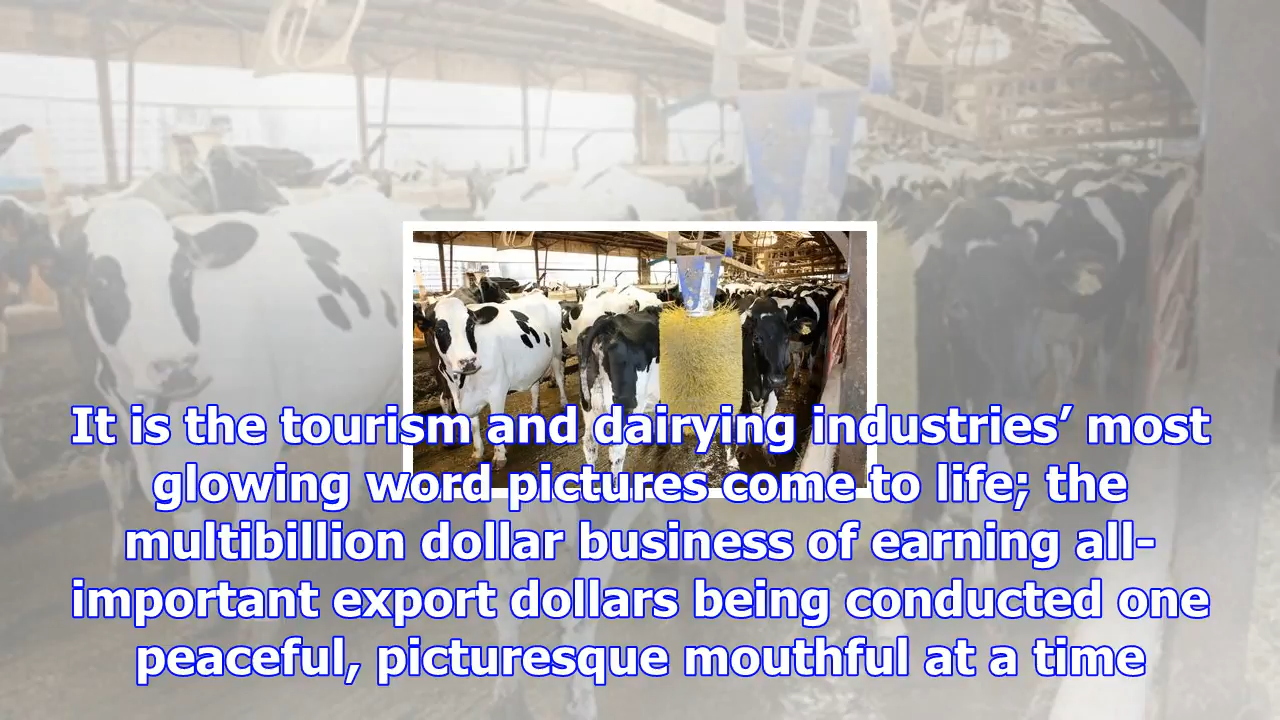 It is the tourism and dairying industries’ most
glowing word pictures come to life; the
multibillion dollar business of earning all-
important export dollars being conducted one
peaceful, picturesque mouthful at a time